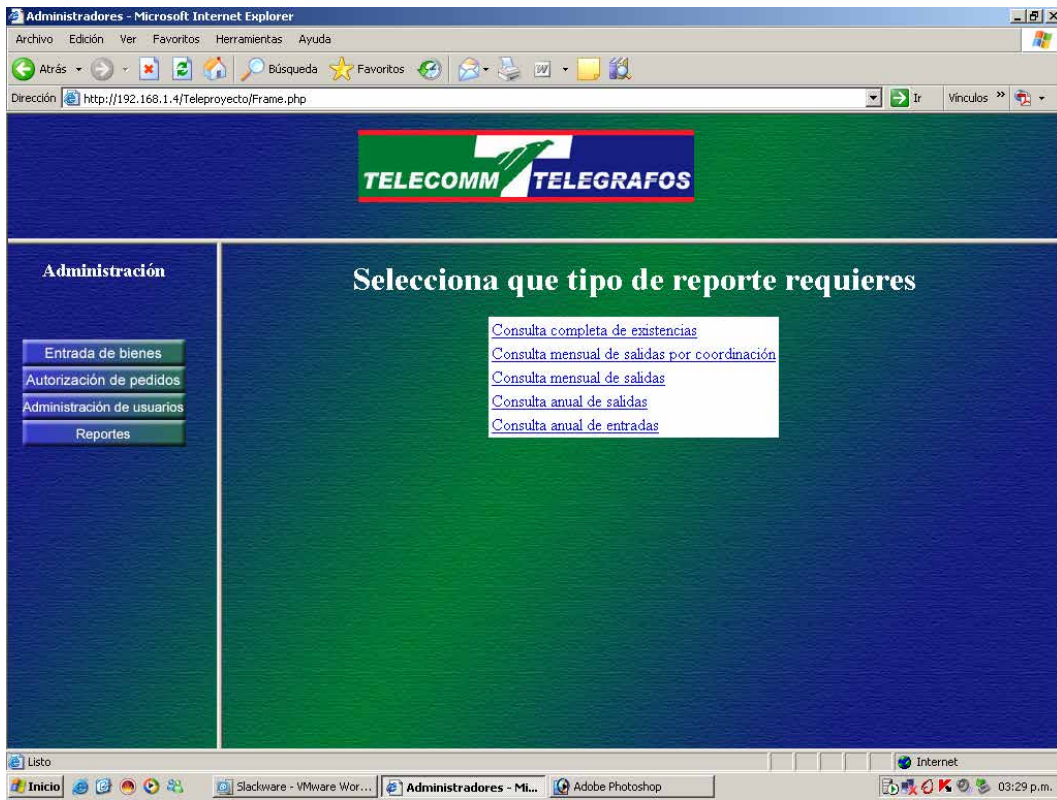 Administradores - Microsoft Internet Explorer
Archivo Edición Ver Favoritos Herramientas Ayuda
Atrás Búsqueda Favoritos
Dirección http://192.168.1.4/Teleproyecto/Frame.php Ir Vínculos »
TELECOMM TELEGRAFOS
Administración
Entrada de bienes
Autorización de pedidos
Administración de usuarios
Reportes
Selecciona que tipo de reporte requieres
Consulta completa de existencias
Consulta mensual de salidas por coordinación
Consulta mensual de salidas
Consulta anual de salidas
Consulta anual de entradas
Listo Internet
Inicio Slackware - VMware Wor... Administradores - Mi... Adobe Photoshop 03:29 p.m.